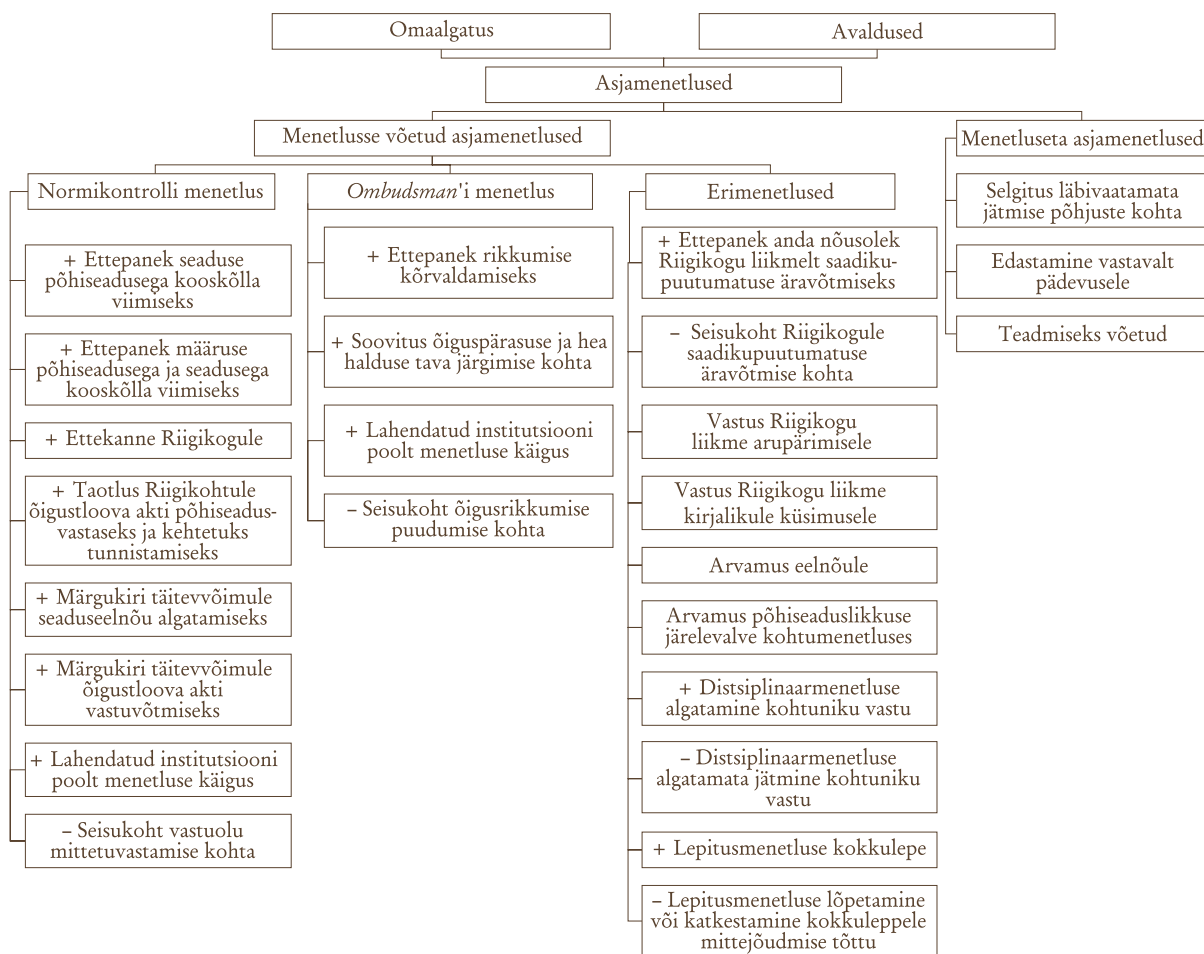 Omaalgatus
Avaldused
Asjamenetlused
Menetlusse võetud asjamenetlused
Menetluseta asjamenetlused
Normikontrolli menetlus
+ Ettepanek seaduse
põhiseadusega kooskõlla
viimiseks
+ Ettepanek määruse
põhiseadusega ja seadusega
kooskõlla viimiseks
+ Ettekanne Riigikogule
+ Taotlus Riigikohtule
õigustloova akti põhiseadus-
vastaseks ja kehtetuks
tunnistamiseks
+ Märgukiri täitevvõimule
seaduseelnõu algatamiseks
+ Märgukiri täitevvõimule
õigustloova akti
vastuvõtmiseks
+ Lahendatud institutsiooni
poolt menetluse käigus
– Seisukoht vastuolu
mittetuvastamise kohta
Ombudsman'i menetlus
+ Ettepanek rikkumise
kõrvaldamiseks
+ Soovitus õiguspärasuse ja hea
halduse tava järgimise kohta
+ Lahendatud institutsiooni
poolt menetluse käigus
– Seisukoht õigusrikkumise
puudumise kohta
Erimenetlused
+ Ettepanek anda nõusolek
Riigikogu liikmelt saadiku-
puutumatuse äravõtmiseks
– Seisukoht Riigikogule
saadikupuutumatuse
äravõtmise kohta
Vastus Riigikogu
liikme arupärimisele
Vastus Riigikogu liikme
kirjalikule küsimusele
Arvamus eelnõule
Arvamus põhiseaduslikkuse
järelevalve kohtumenetluses
+ Distsiplinaarmenetluse
algatamine kohtuniku vastu
– Distsiplinaarmenetluse
algatamata jätmine kohtuniku
vastu
+ Lepitusmenetluse kokkulepe
– Lepitusmenetluse lõpetamine
või katkestamine kokkuleppele
mittejõudmise tõttu
Selgitus läbivaatamata
jätmise põhjuste kohta
Edastamine vastavalt
pädevusele
Teadmiseks võetud